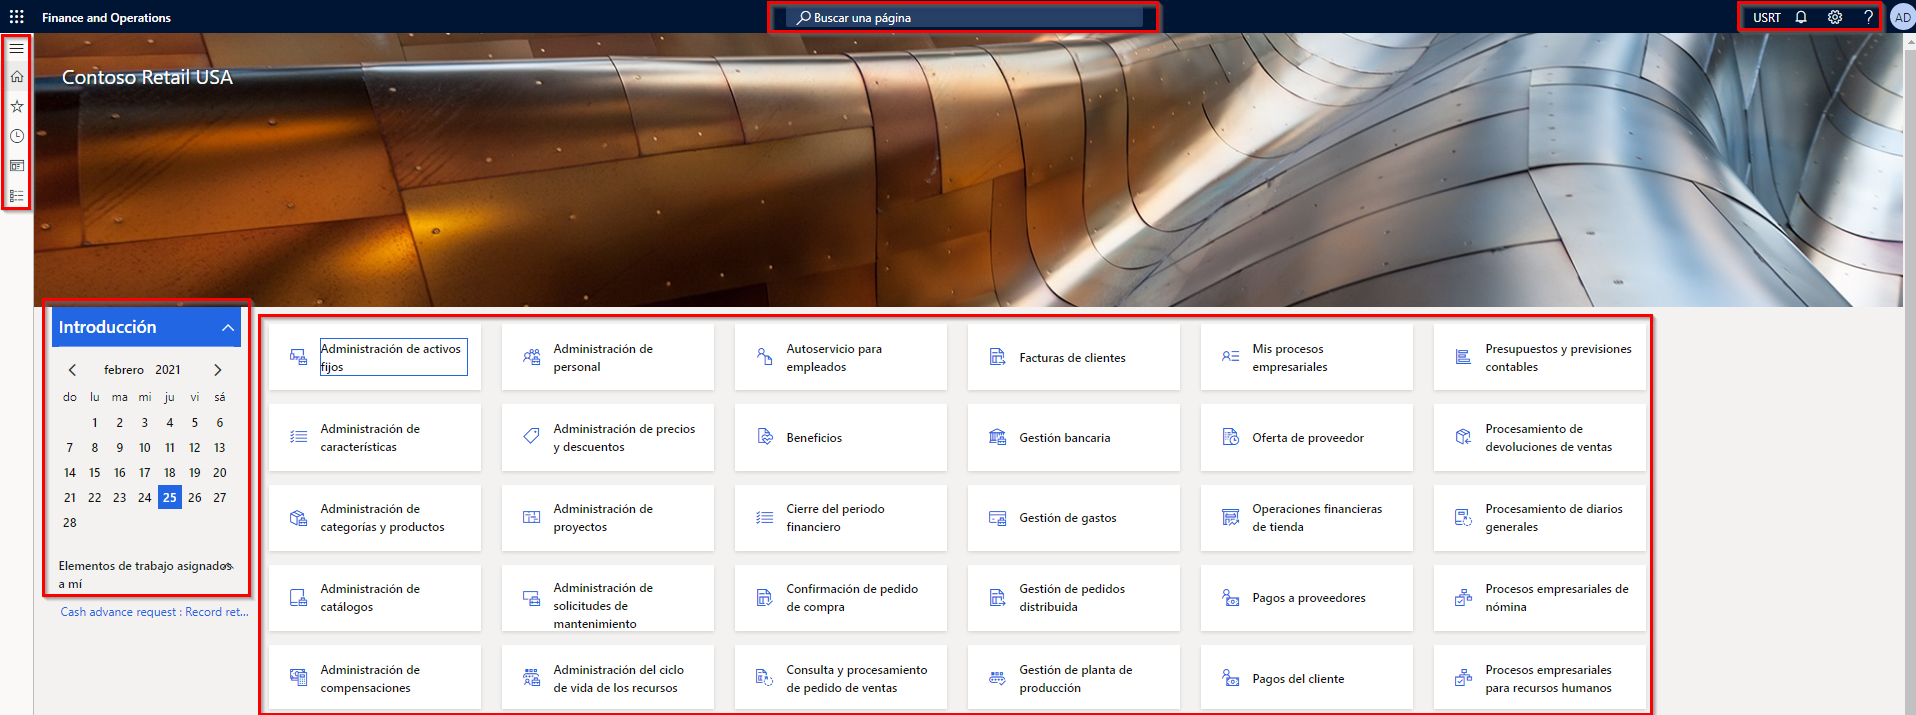 Finance and Operations
Buscar una página
USRT
?
AD
Contoso Retail USA
Introducción
febrero 2021
do lu ma mi ju vi sá
1 2 3 4 5 6
7 8 9 10 11 12 13
14 15 16 17 18 19 20
21 22 23 24 25 26 27
28
Elementos de trabajo asignados
a mí
Cash advance request : Record ret...
Administración de activos
fijos
Administración de
personal
Autoservicio para
empleados
Facturas de clientes
Mis procesos
empresariales
Presupuestos y previsiones
contables
Administración de
características
Administración de precios
y descuentos
Beneficios
Gestión bancaria
Oferta de proveedor
Procesamiento de
devoluciones de ventas
Administración de
categorías y productos
Administración de
proyectos
Cierre del periodo
financiero
Gestión de gastos
Operaciones financieras
de tienda
Procesamiento de diarios
generales
Administración de
catálogos
Administración de
solicitudes de
mantenimiento
Confirmación de pedido
de compra
Gestión de pedidos
distribuida
Pagos a proveedores
Procesos empresariales de
nómina
Administración de
compensaciones
Administración del ciclo
de vida de los recursos
Consulta y procesamiento
de pedido de ventas
Gestión de planta de
producción
Pagos del cliente
Procesos empresariales
para recursos humanos